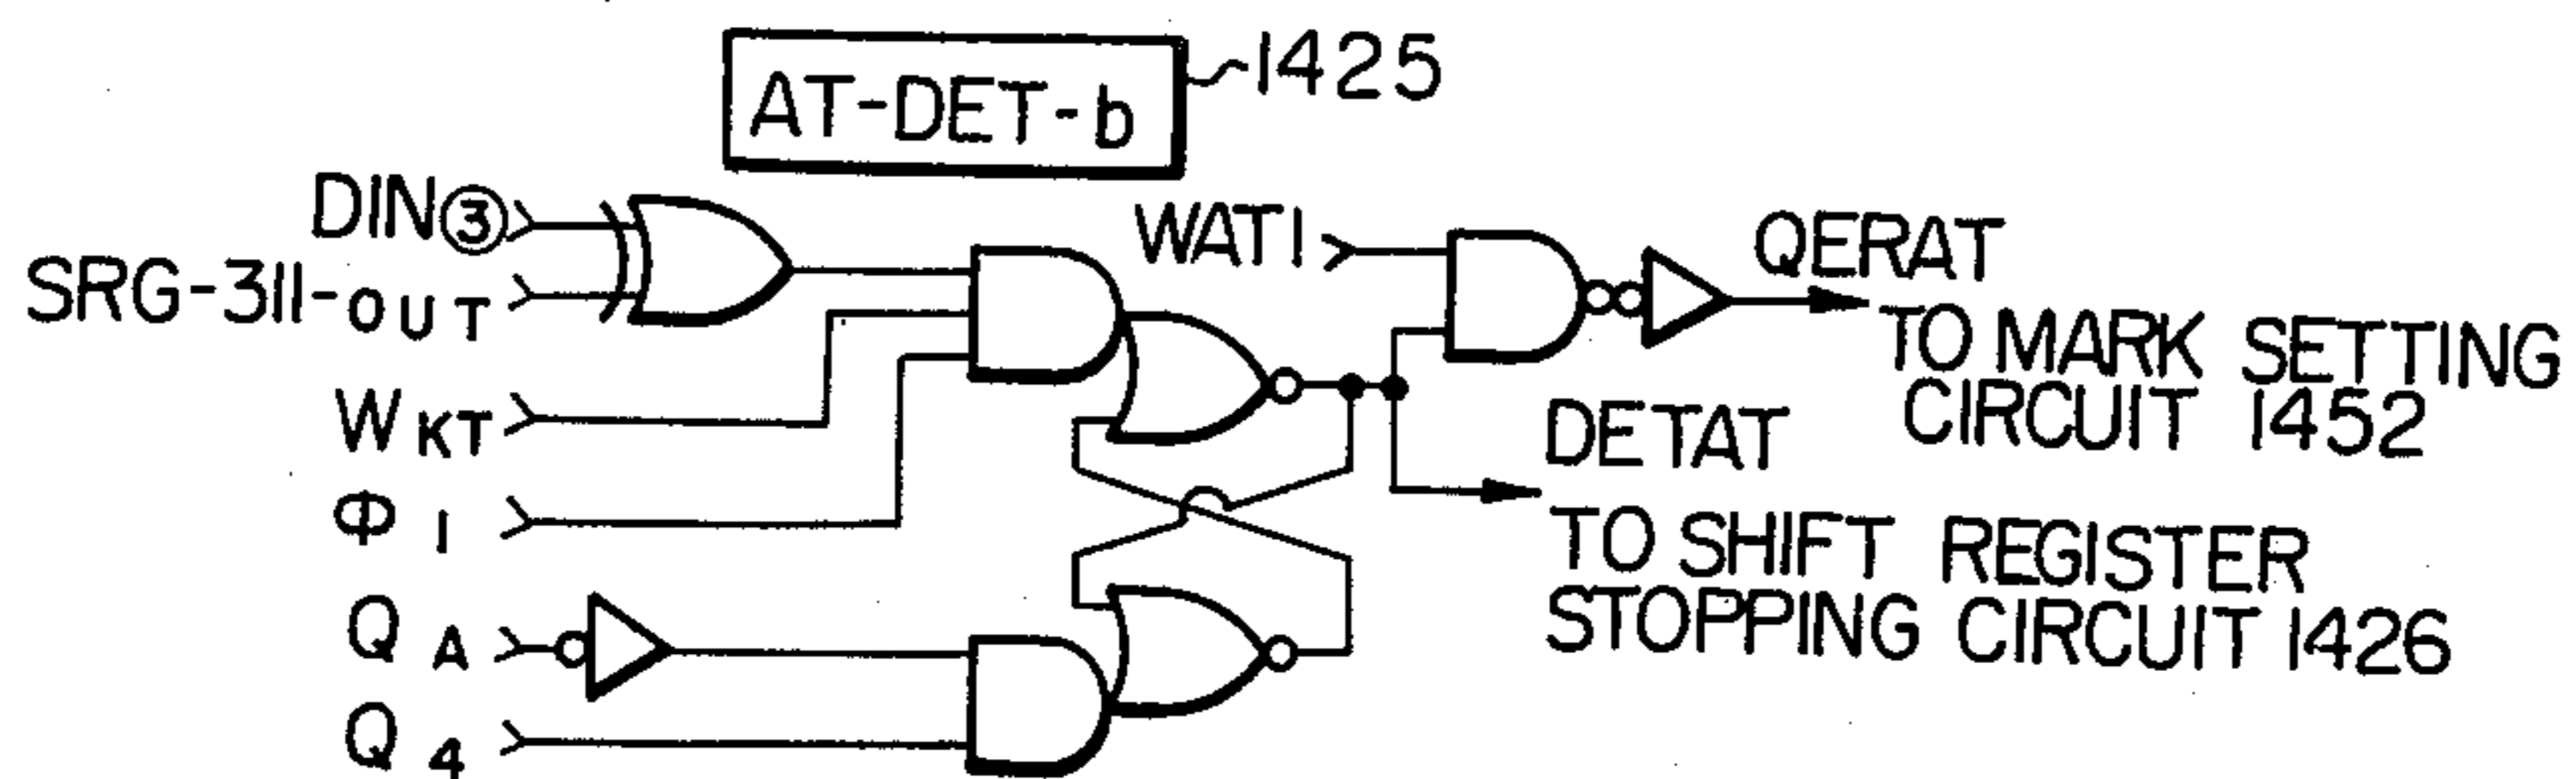 AT-DET-b
1425
DIN③
SRG-311-OUT
WKT
Φ1
QA
Q4
WAT1
QERAT
TO MARK SETTING
CIRCUIT 1452
DETAT
TO SHIFT REGISTER
STOPPING CIRCUIT 1426